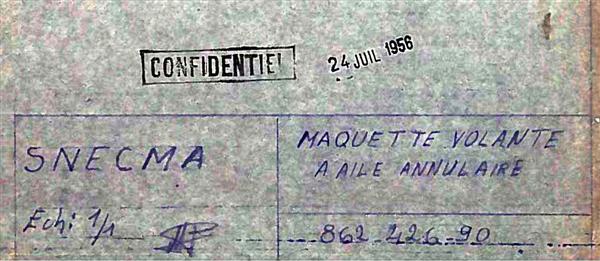 CONFIDENTIEL
24 JUIL 1956
SNECMA
MAQUETTE VOLANTE
A AILE ANNULAIRE
Ech: 1/1
862-426-90